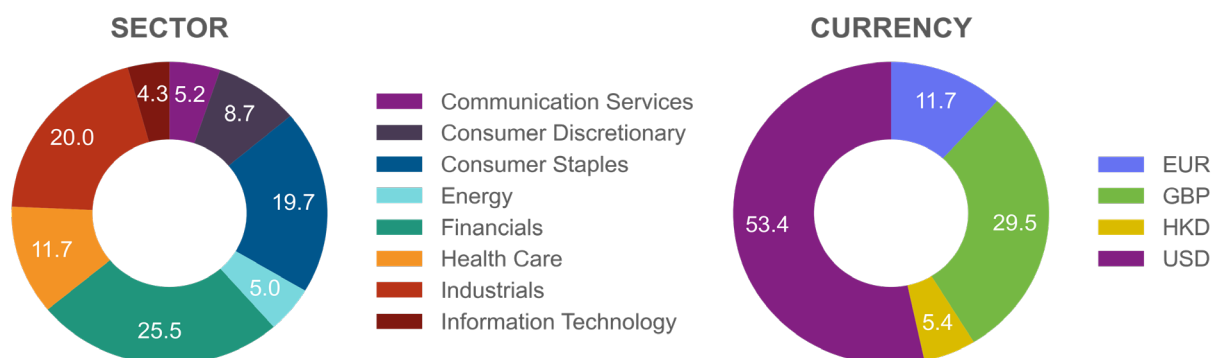 SECTOR
4.3
5.2
8.7
20.0
19.7
11.7
5.0
25.5
Communication Services
Consumer Discretionary
Consumer Staples
Energy
Financials
Health Care
Industrials
Information Technology
CURRENCY
11.7
53.4
29.5
5.4
EUR
GBP
HKD
USD